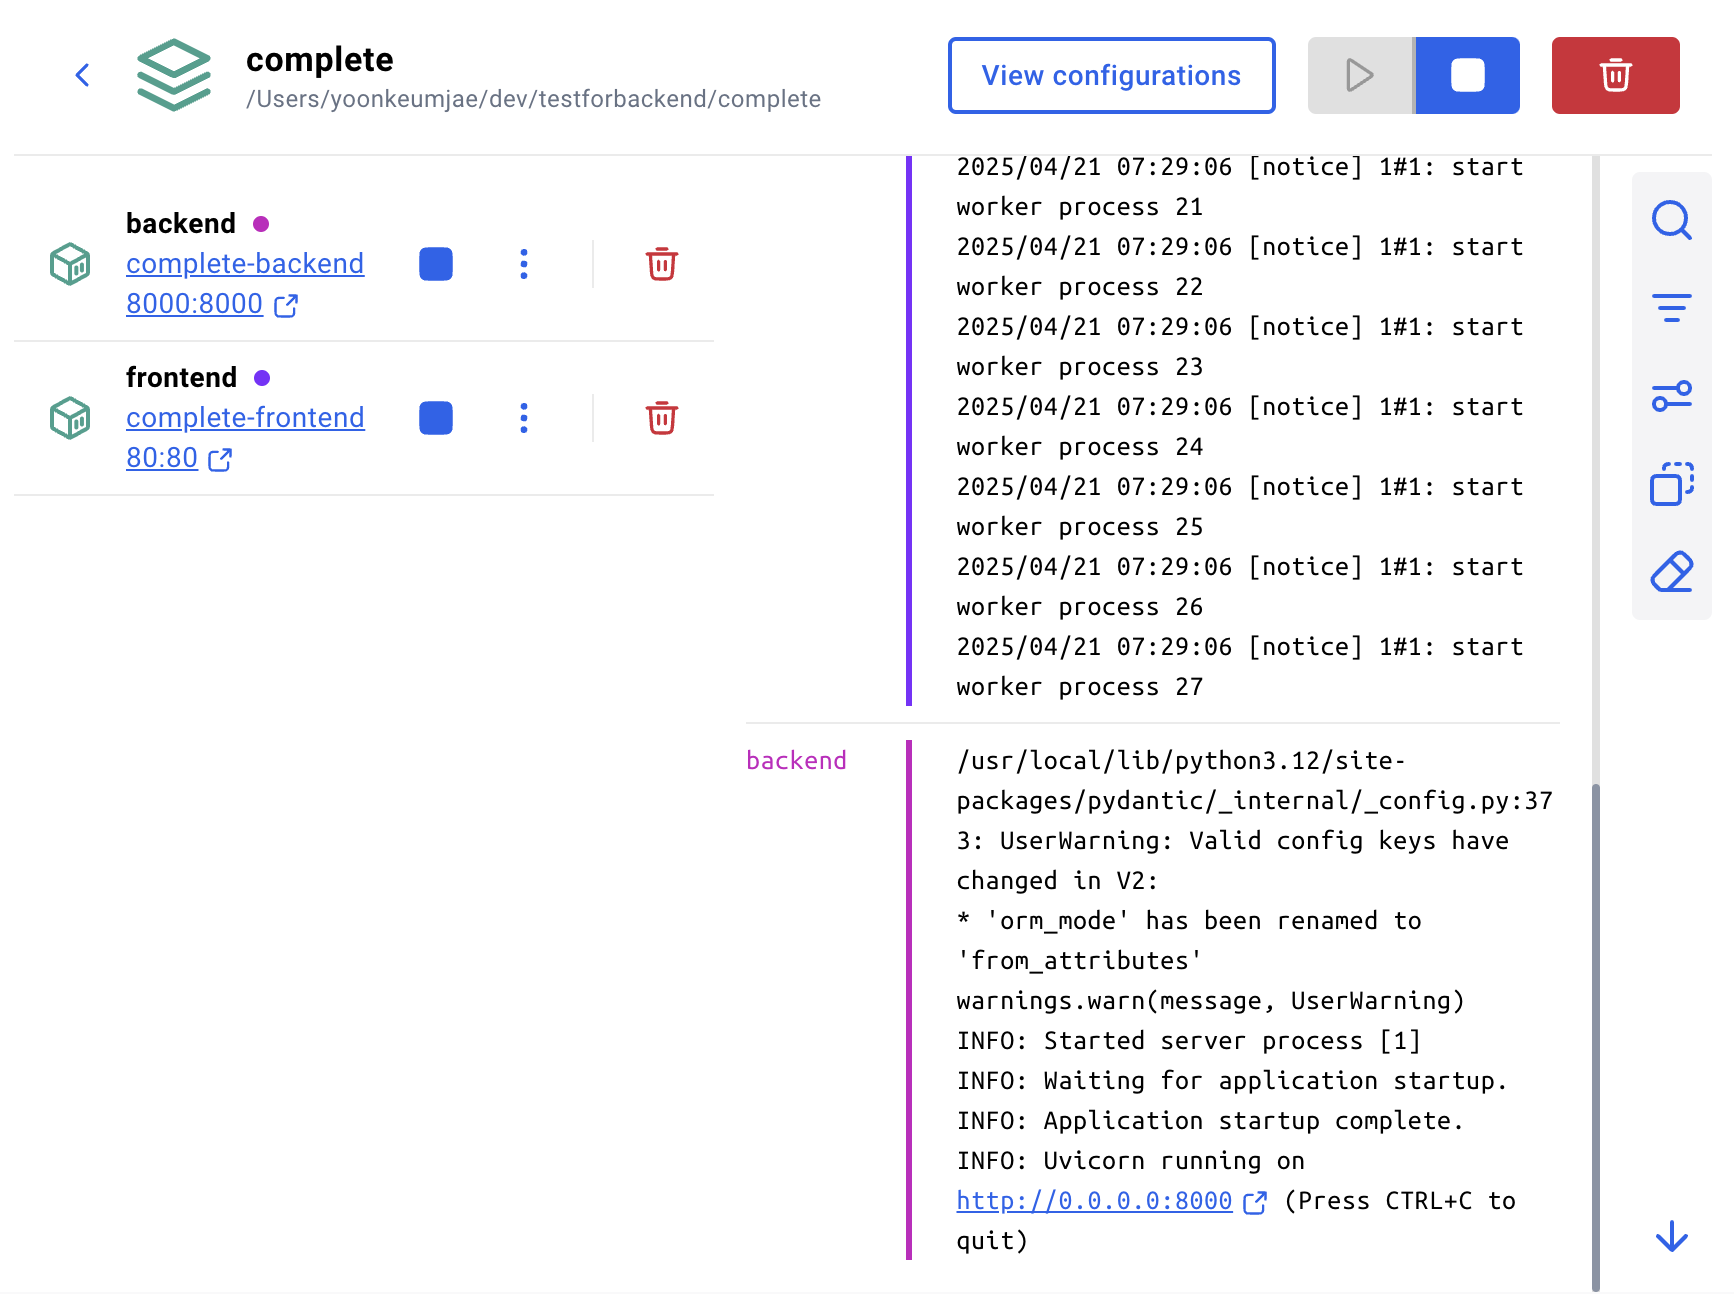 complete
/Users/yoonkeumjae/dev/testforbackend/complete
View configurations
backend
complete-backend
8000:8000
frontend
complete-frontend
80:80
2025/04/21 07:29:06 [notice] 1#1: start
worker process 21
2025/04/21 07:29:06 [notice] 1#1: start
worker process 22
2025/04/21 07:29:06 [notice] 1#1: start
worker process 23
2025/04/21 07:29:06 [notice] 1#1: start
worker process 24
2025/04/21 07:29:06 [notice] 1#1: start
worker process 25
2025/04/21 07:29:06 [notice] 1#1: start
worker process 26
2025/04/21 07:29:06 [notice] 1#1: start
worker process 27
backend
/usr/local/lib/python3.12/site-
packages/pydantic/_internal/_config.py:37
3: UserWarning: Valid config keys have
changed in V2:
* 'orm_mode' has been renamed to
'from_attributes'
warnings.warn(message, UserWarning)
INFO: Started server process [1]
INFO: Waiting for application startup.
INFO: Application startup complete.
INFO: Uvicorn running on
http://0.0.0.0:8000 (Press CTRL+C to
quit)